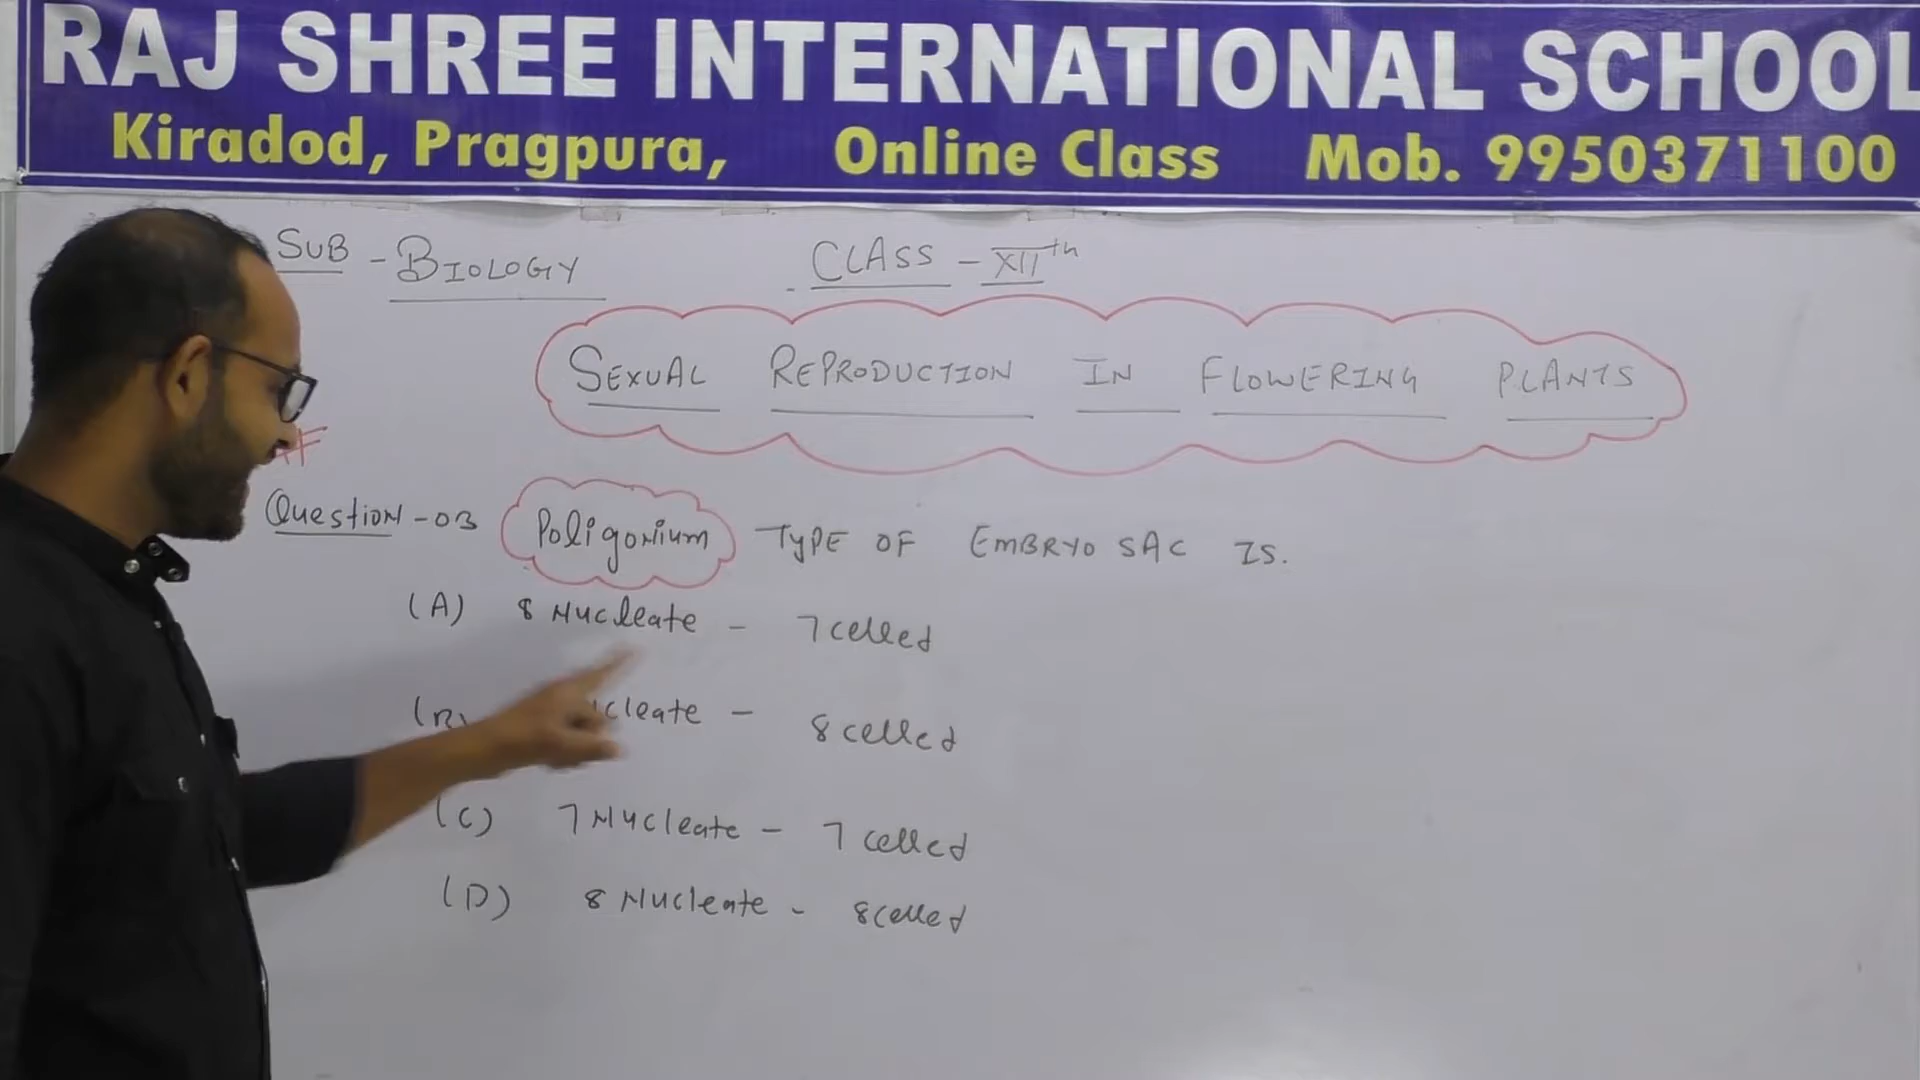 RAJ SHREE INTERNATIONAL SCHOOL
Kiradod, Pragpura, Online Class Mob. 9950371100
SUB - BIOLOGY CLASS - XIIth
SEXUAL REPRODUCTION IN FLOWERING PLANTS
Question - 03 Poligonium TYPE OF EMBRYO SAC IS.
(A) 8 Nucleate - 7 celled
- 8 celled
(C) 7 Nucleate - 7 celled
(D) 8 Nucleate - 8 celled